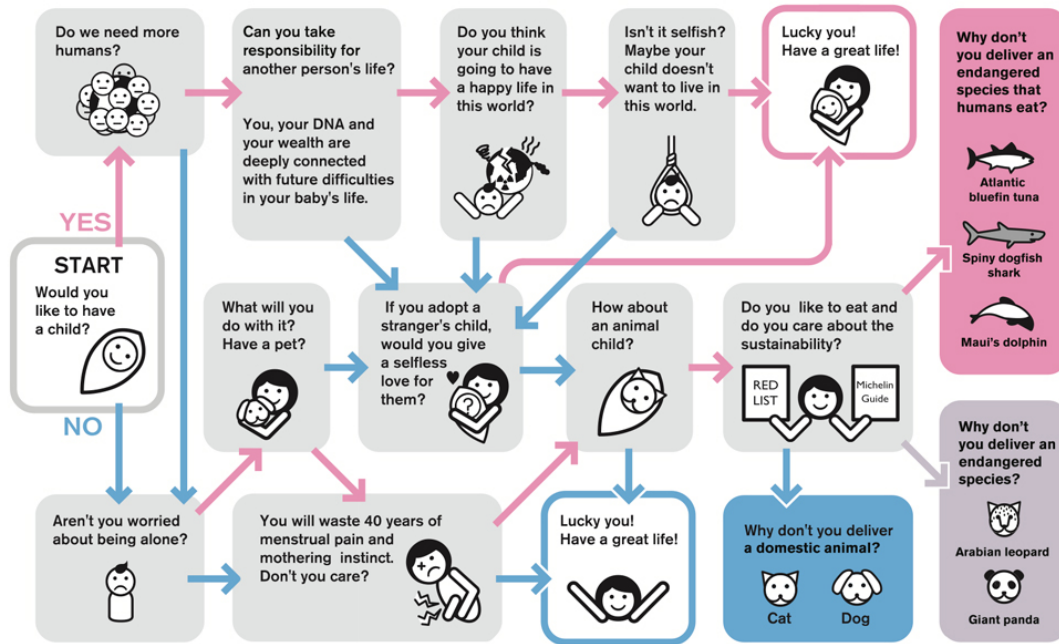 Do we need more
humans?
Can you take
responsibility for
another person's life?
You, your DNA and
your wealth are
deeply connected
with future difficulties
in your baby's life.
Do you think
your child is
going to have
a happy life in
this world?
Isn't it selfish?
Maybe your
child doesn't
want to live in
this world.
Lucky you!
Have a great life!
Why don't
you deliver an
endangered
species that
humans eat?
Atlantic
bluefin tuna
Spiny dogfish
shark
Maui's dolphin
YES
START
Would you
like to have
a child?
NO
What will you
do with it?
Have a pet?
If you adopt a
stranger's child,
would you give
a selfless
love for
them?
?
How about
an animal
child?
Do you like to eat and
do you care about the
sustainability?
RED
LIST
Michelin
Guide
Why don't
you deliver an
endangered
species?
Arabian leopard
Giant panda
Aren't you worried
about being alone?
You will waste 40 years of
menstrual pain and
mothering instinct.
Don't you care?
Lucky you!
Have a great life!
Why don't you deliver
a domestic animal?
Cat
Dog